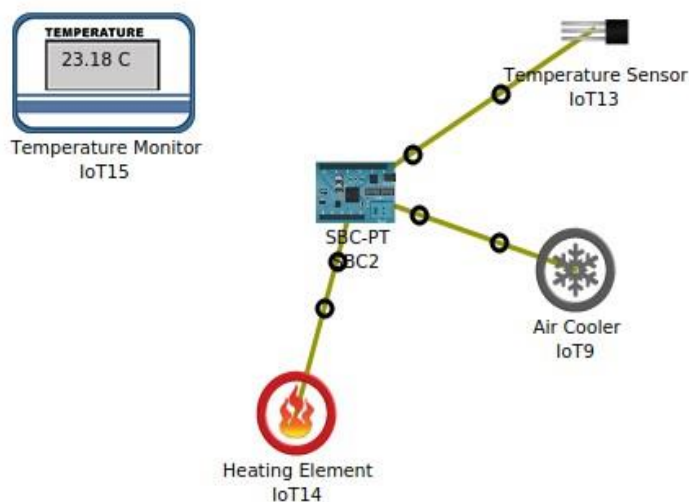 TEMPERATURE
23.18 C
Temperature Monitor
IoT15
Temperature Sensor
IoT13
SBC-PT
SBC2
Air Cooler
IoT9
Heating Element
IoT14